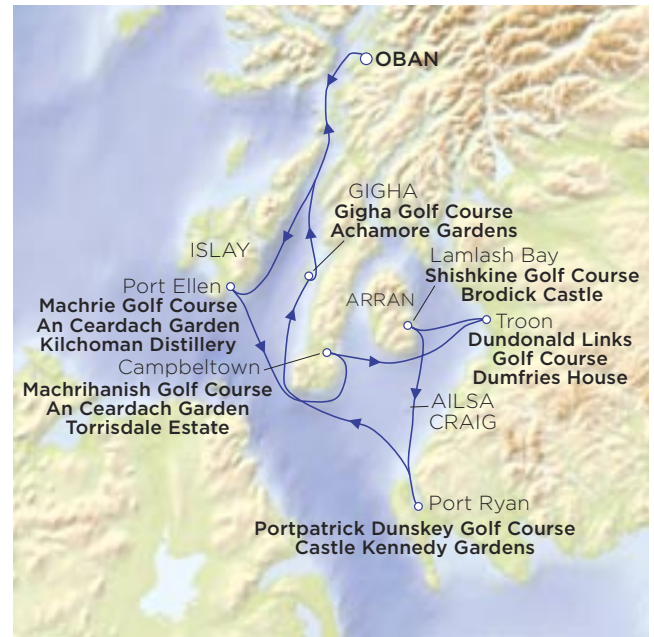 OBAN
GIGHA
Gigha Golf Course
Achamore Gardens
ISLAY
Lamlash Bay
Shishkine Golf Course
Brodick Castle
Port Ellen
Machrie Golf Course
An Ceardach Garden
Kilchoman Distillery
ARRAN
Troon
Dundonald Links
Golf Course
Dumfries House
Campbeltown
Machrihanish Golf Course
An Ceardach Garden
Torrisdale Estate
AILSA
CRAIG
Port Ryan
Portpatrick Dunskey Golf Course
Castle Kennedy Gardens